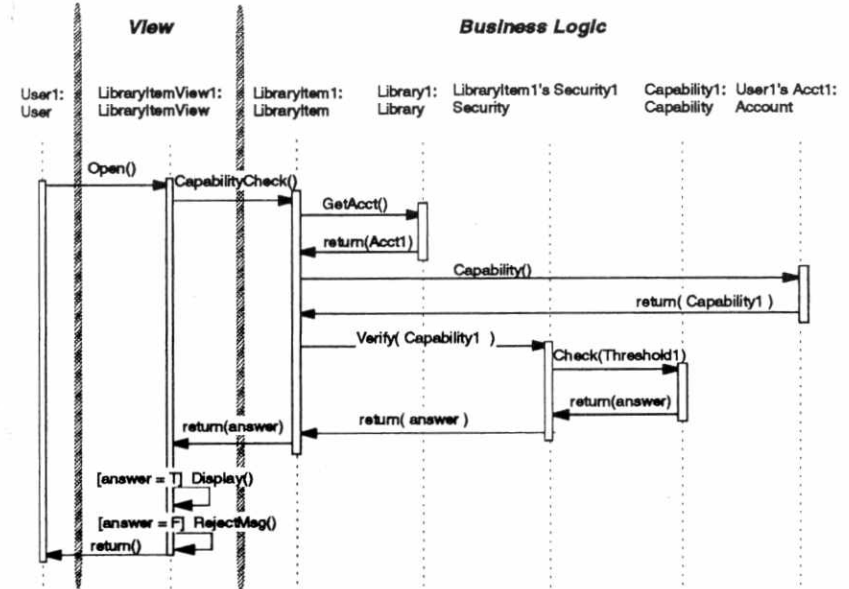 View Business Logic
User1: LibraryItemView1: LibraryItem1: Library1: LibraryItem1's Security1 Capability1: User1's Acct1:
User LibraryItemView LibraryItem Library Security Capability Account
Open()
CapabilityCheck()
GetAcct()
return(Acct1)
Capability()
return( Capability1 )
Verify( Capability1 )
Check(Threshold1)
return(answer)
return( answer )
return(answer)
[answer = T] Display()
[answer = F] RejectMsg()
return()